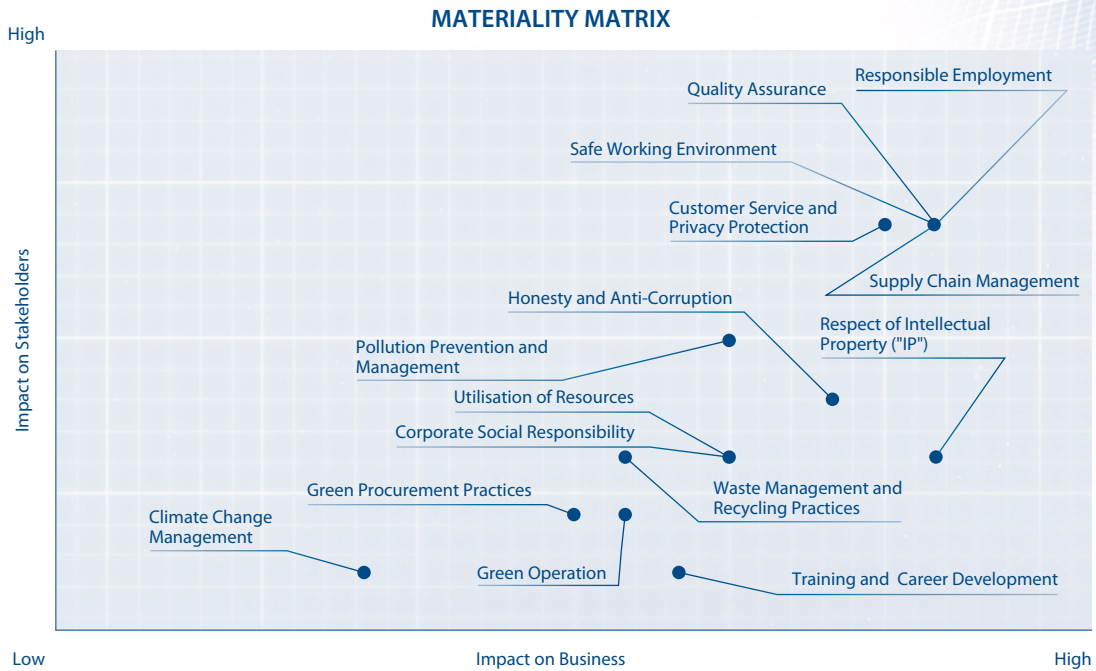 MATERIALITY MATRIX
High
Responsible Employment
Quality Assurance
Safe Working Environment
Customer Service and
Privacy Protection
Supply Chain Management
Honesty and Anti-Corruption
Respect of Intellectual
Property ("IP")
Pollution Prevention and
Management
Utilisation of Resources
Corporate Social Responsibility
Green Procurement Practices
Waste Management and
Recycling Practices
Climate Change
Management
Green Operation
Training and Career Development
Impact on Stakeholders
Low
Impact on Business
High